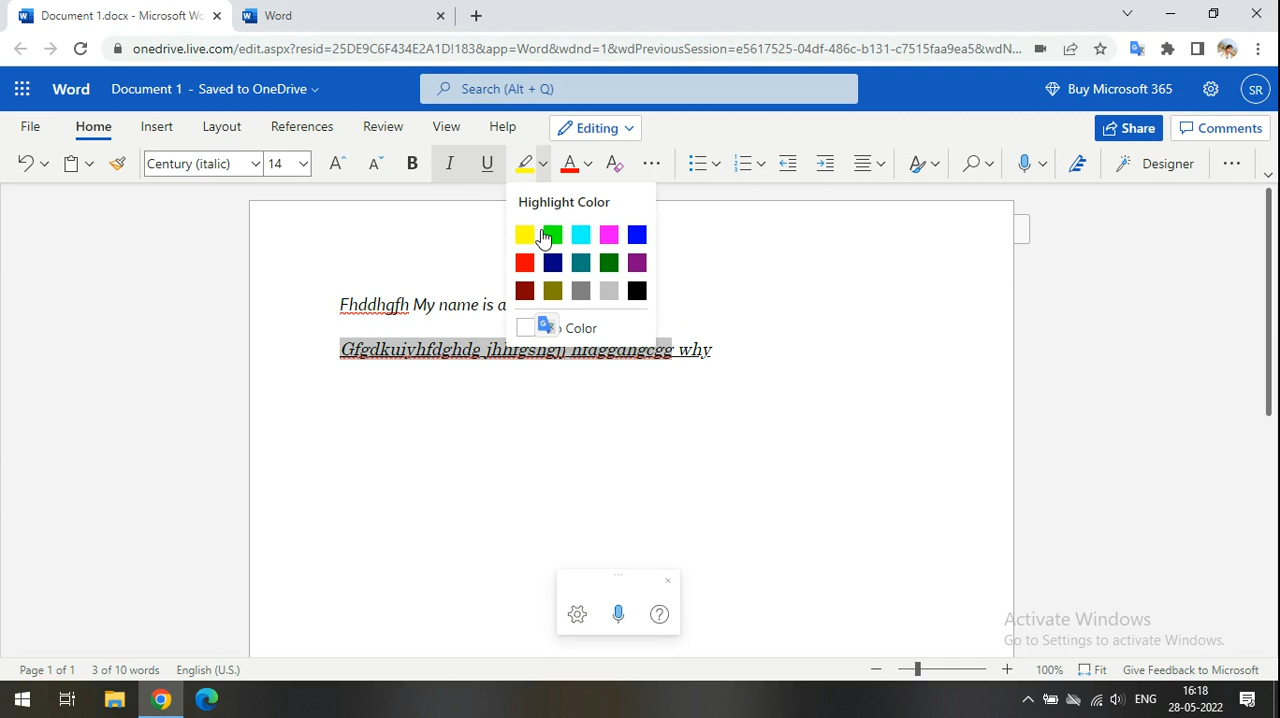 Document 1.docx - Microsoft Wo
Word
onedrive.live.com/edit.aspx?resid=25DE9C6F434E2A1D!183&app=Word&wdnd=1&wdPreviousSession=e5617525-04df-486c-b131-c7515faa9ea5&wdN...
Word Document 1 - Saved to OneDrive Search (Alt + Q) Buy Microsoft 365 SR
File Home Insert Layout References Review View Help Editing Share Comments
Century (italic) 14 A A B I U A A ... Designer ...
Highlight Color
Fhddhgfh My name is a
Color
Gfgdkuiyhfdghdg why
Activate Windows
Go to Settings to activate Windows.
Page 1 of 1 3 of 10 words English (U.S.) 100% Fit Give Feedback to Microsoft
ENG 16:18
28-05-2022